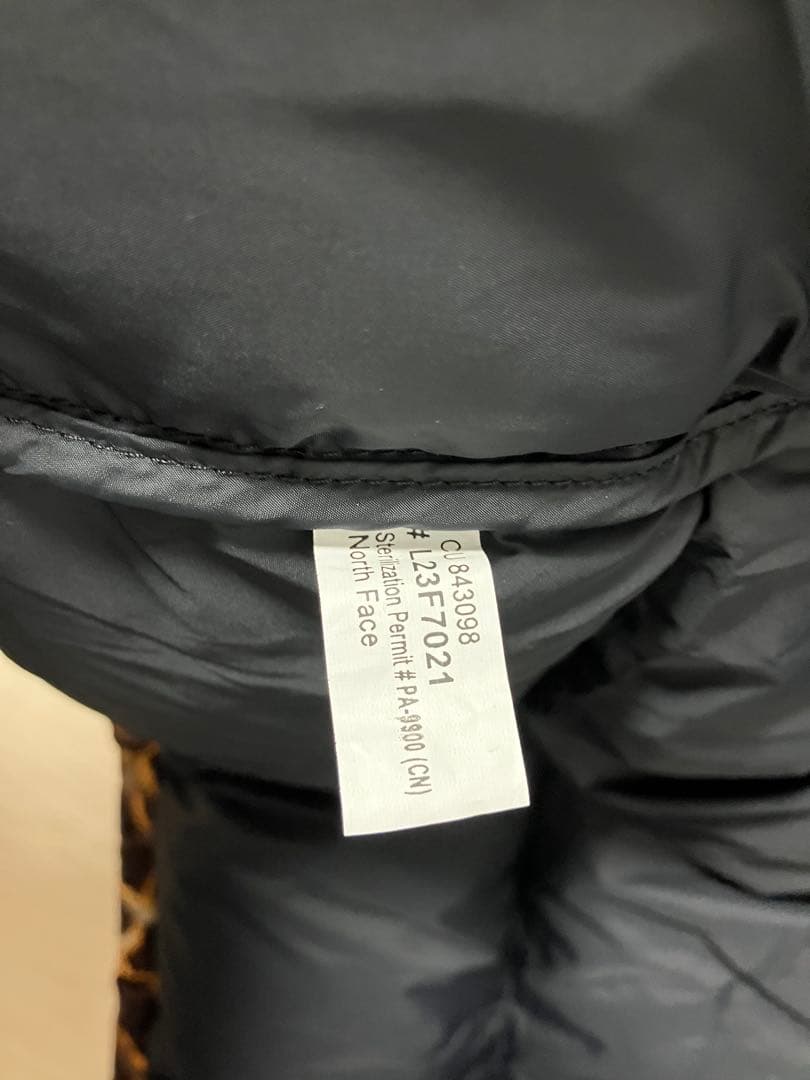 CU 843098
# L23F7021
Sterilization Permit # PA-9900 (CN)
North Face